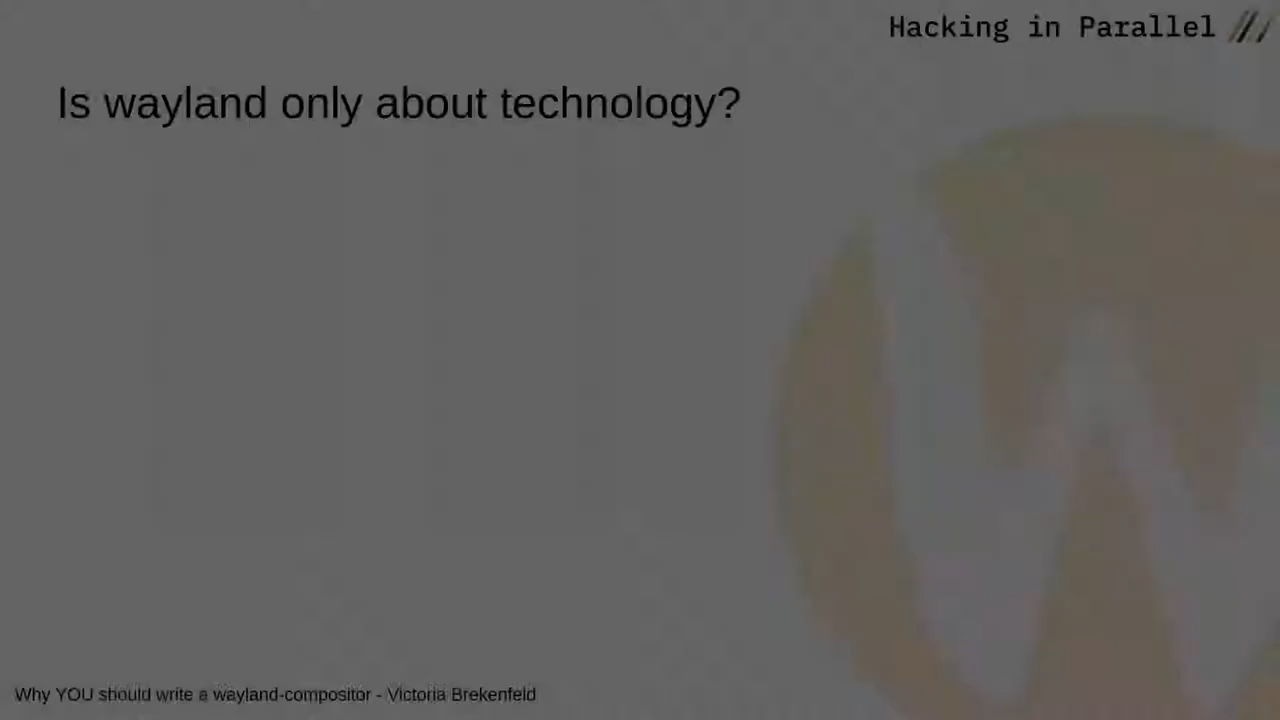 Hacking in Parallel
Is wayland only about technology?
Why YOU should write a wayland-compositor - Victoria Brekenfeld